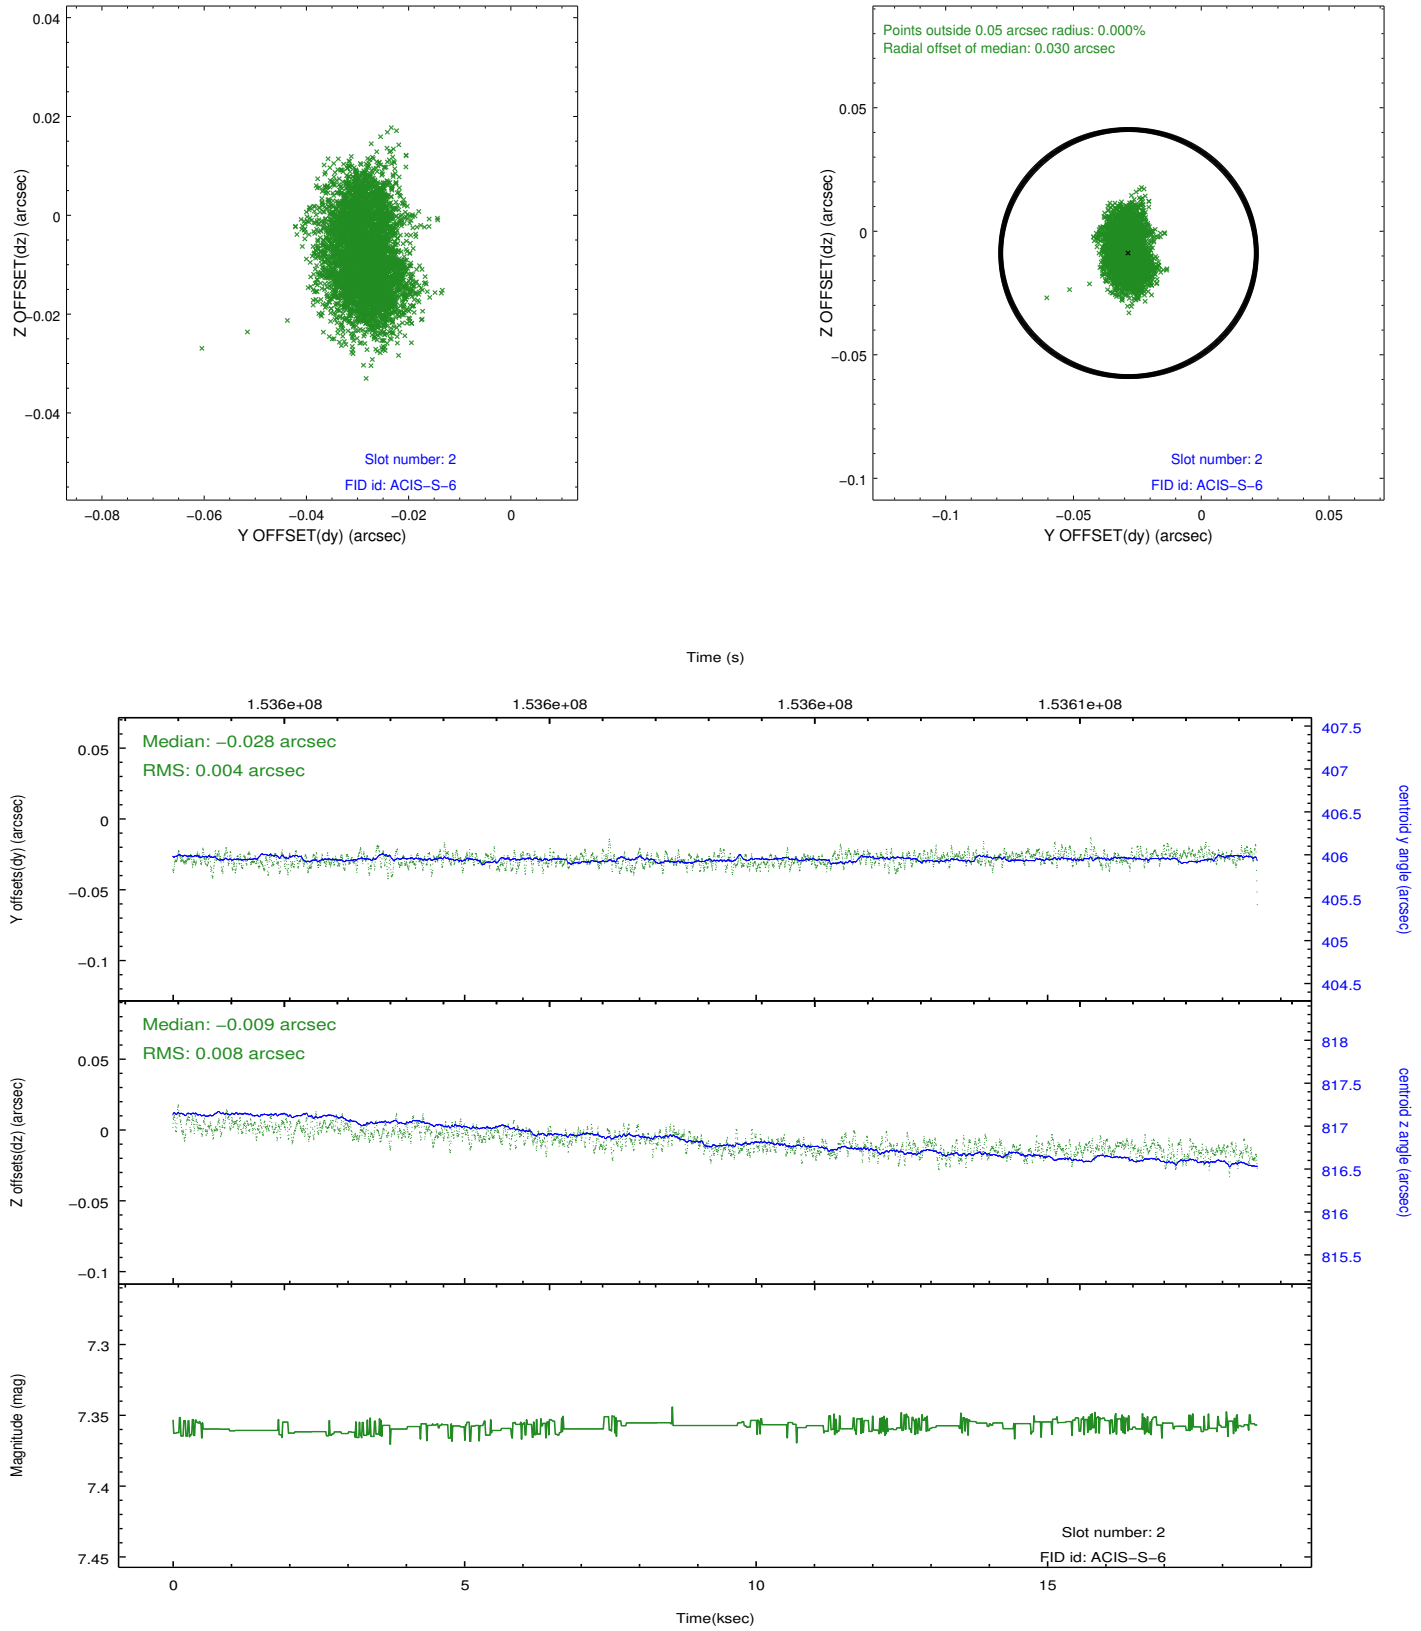 0.04
0.02
0
−0.02
−0.04
Z OFFSET(dz) (arcsec)
Slot number: 2
FID id: ACIS−S−6
−0.08 −0.06 −0.04 −0.02 0
Y OFFSET(dy) (arcsec)
Points outside 0.05 arcsec radius: 0.000%
Radial offset of median: 0.030 arcsec
0.05
0
−0.05
−0.1
Z OFFSET(dz) (arcsec)
Slot number: 2
FID id: ACIS−S−6
−0.1 −0.05 0 0.05
Y OFFSET(dy) (arcsec)
Time (s)
1.536e+08 1.536e+08 1.536e+08 1.5361e+08
Median: −0.028 arcsec
RMS: 0.004 arcsec
0.05
0
−0.05
−0.1
Y offsets(dy) (arcsec)
407.5
407
406.5
406
405.5
405
404.5
centroid y angle (arcsec)
Median: −0.009 arcsec
RMS: 0.008 arcsec
0.05
0
−0.05
−0.1
Z offsets(dz) (arcsec)
818
817.5
817
816.5
816
815.5
centroid z angle (arcsec)
7.3
7.35
7.4
7.45
Magnitude (mag)
Slot number: 2
FID id: ACIS−S−6
0 5 10 15
Time(ksec)